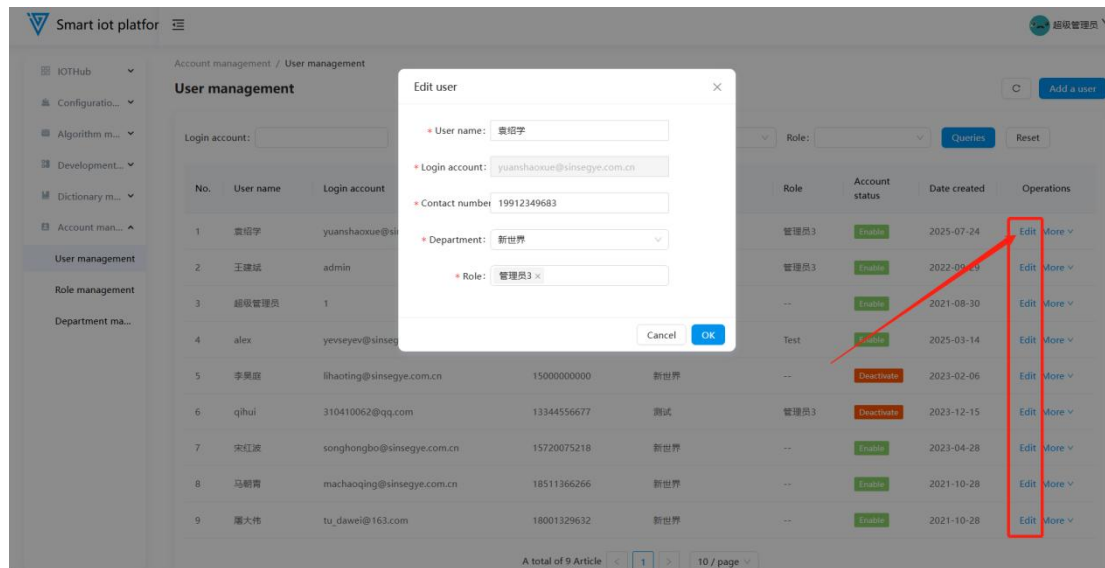 Smart iot platfor
超级管理员
IOTHub
Configuratio...
Algorithm m...
Development...
Dictionary m...
Account man...
User management
Role management
Department ma...
Account management / User management
User management
Add a user
Login account:
Role:
Queries
Reset
Edit user
* User name: 袁绍学
* Login account: yuanshaoxue@sinsegye.com.cn
* Contact number 19912349683
* Department: 新世界
* Role: 管理员3 ×
Cancel
OK
No. User name Login account Role Account status Date created Operations
1 袁绍学 yuanshaoxue@si 管理员3 Enable 2025-07-24 Edit More
2 王建斌 admin 管理员3 Enable 2022-09-29 Edit More
3 超级管理员 1 -- Enable 2021-08-30 Edit More
4 alex yevseyev@sinseg Test Enable 2025-03-14 Edit More
5 李昊庭 lihaoting@sinsegye.com.cn 15000000000 新世界 -- Deactivate 2023-02-06 Edit More
6 qihui 310410062@qq.com 13344556677 测试 管理员3 Deactivate 2023-12-15 Edit More
7 宋红波 songhongbo@sinsegye.com.cn 15720075218 新世界 -- Enable 2023-04-28 Edit More
8 马朝青 machaoqing@sinsegye.com.cn 18511366266 新世界 -- Enable 2021-10-28 Edit More
9 屠大伟 tu_dawei@163.com 18001329632 新世界 -- Enable 2021-10-28 Edit More
A total of 9 Article < 1 > 10 / page